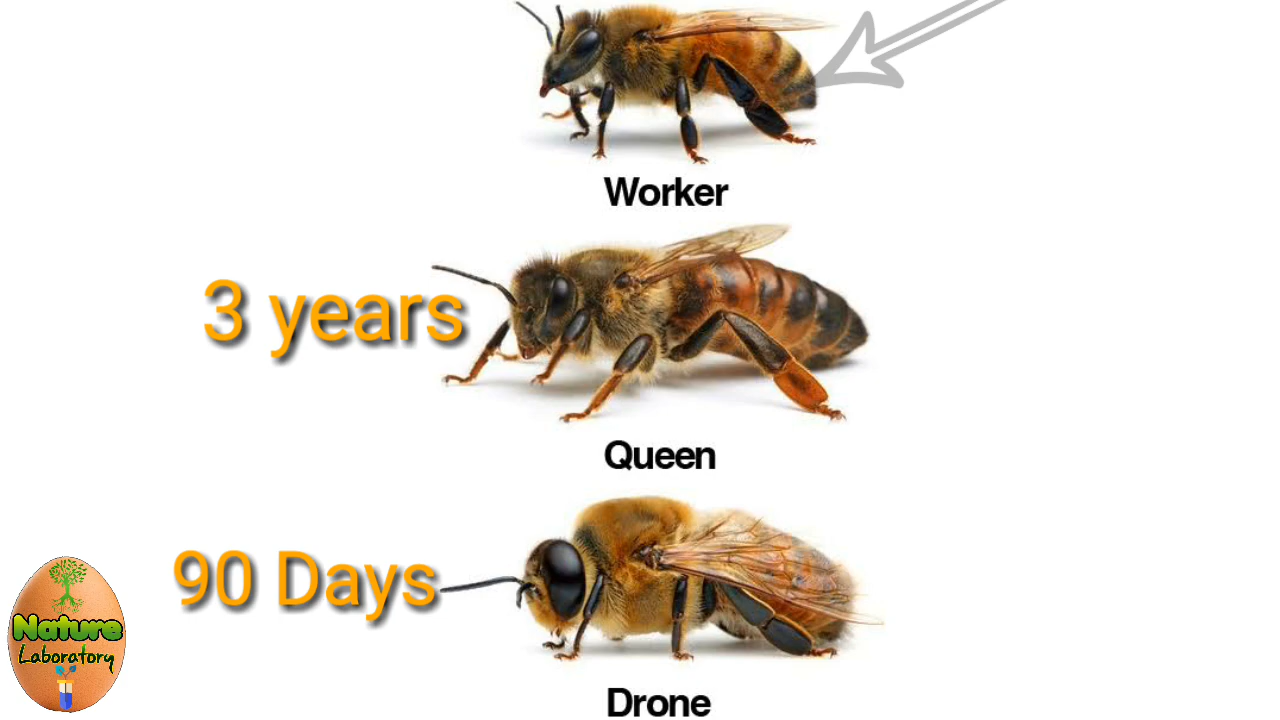 Worker
3 years
Queen
90 Days
Nature
Laboratory
Drone